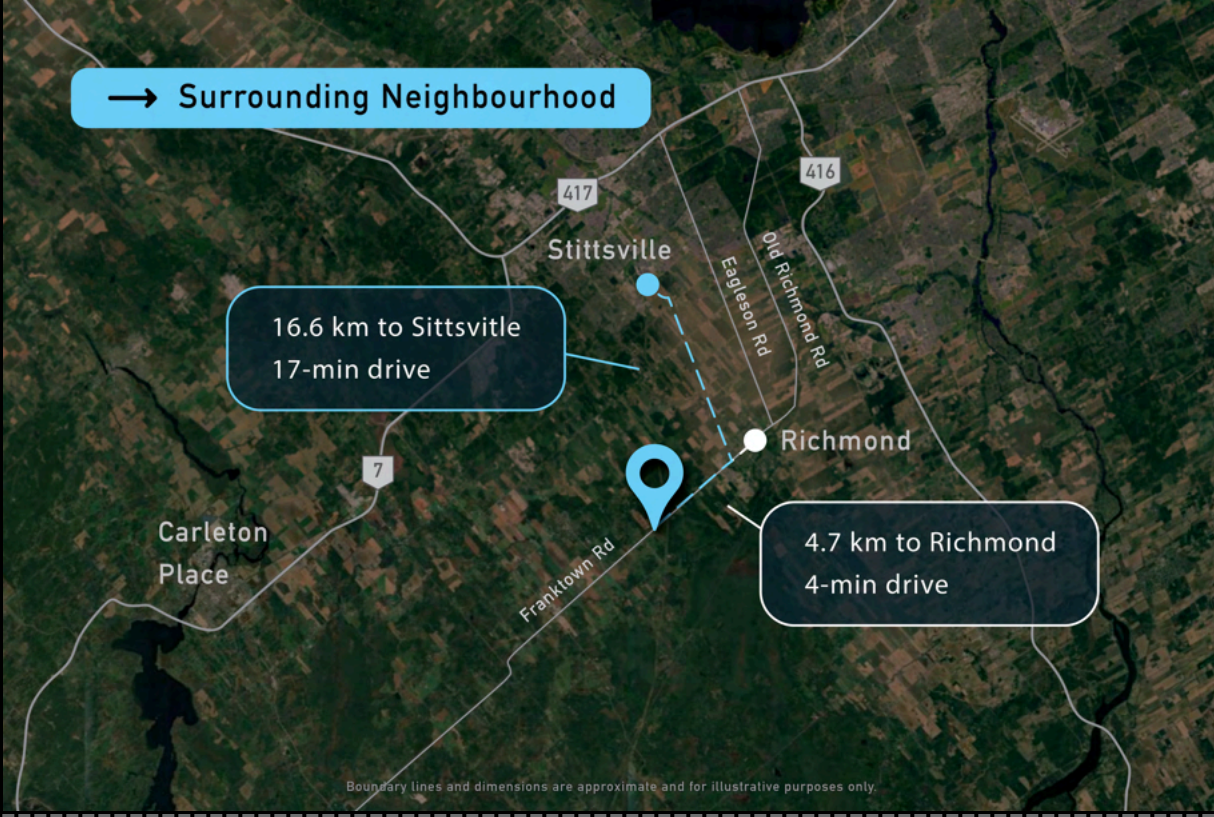 → Surrounding Neighbourhood
417
416
Stittsville
Old Richmond Rd
Eagleson Rd
16.6 km to Sittsvitle
17-min drive
Richmond
7
Carleton
Place
4.7 km to Richmond
4-min drive
Franktown Rd
Boundary lines and dimensions are approximate and for illustrative purposes only.